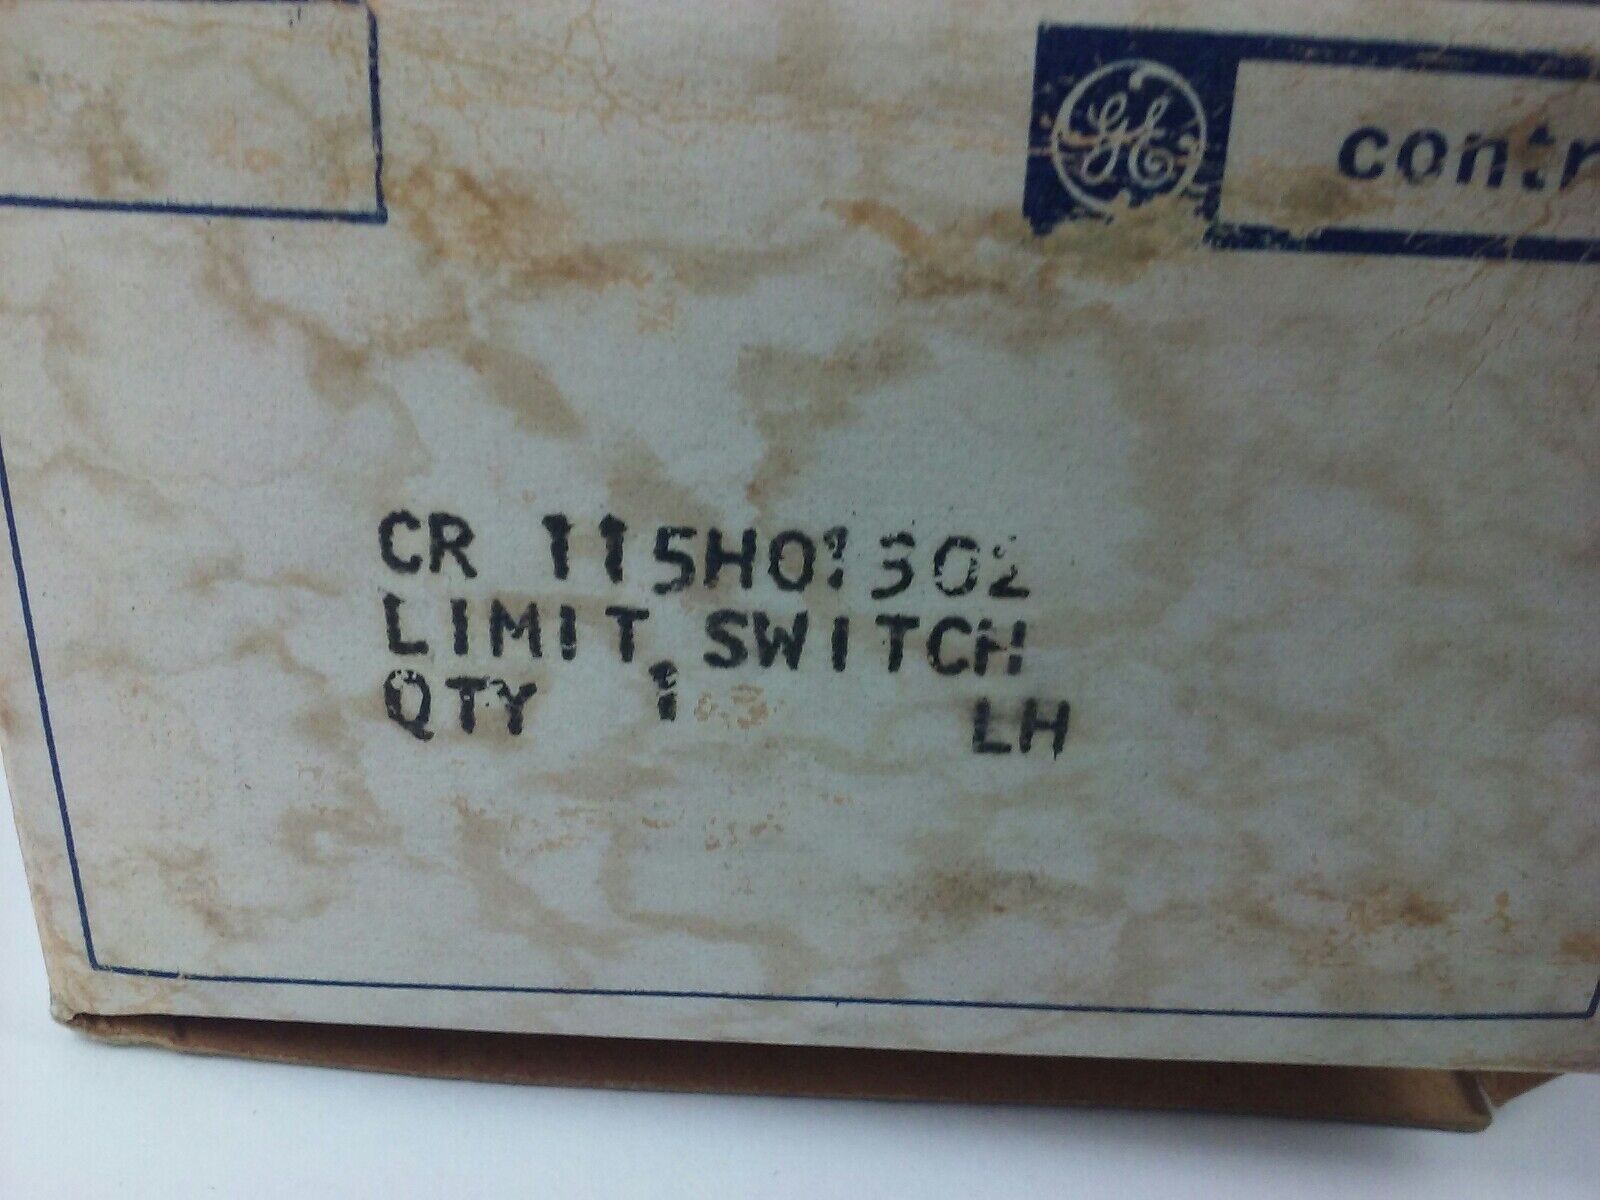 GE contr
CR 115H01302
LIMIT SWITCH
QTY 1 LH